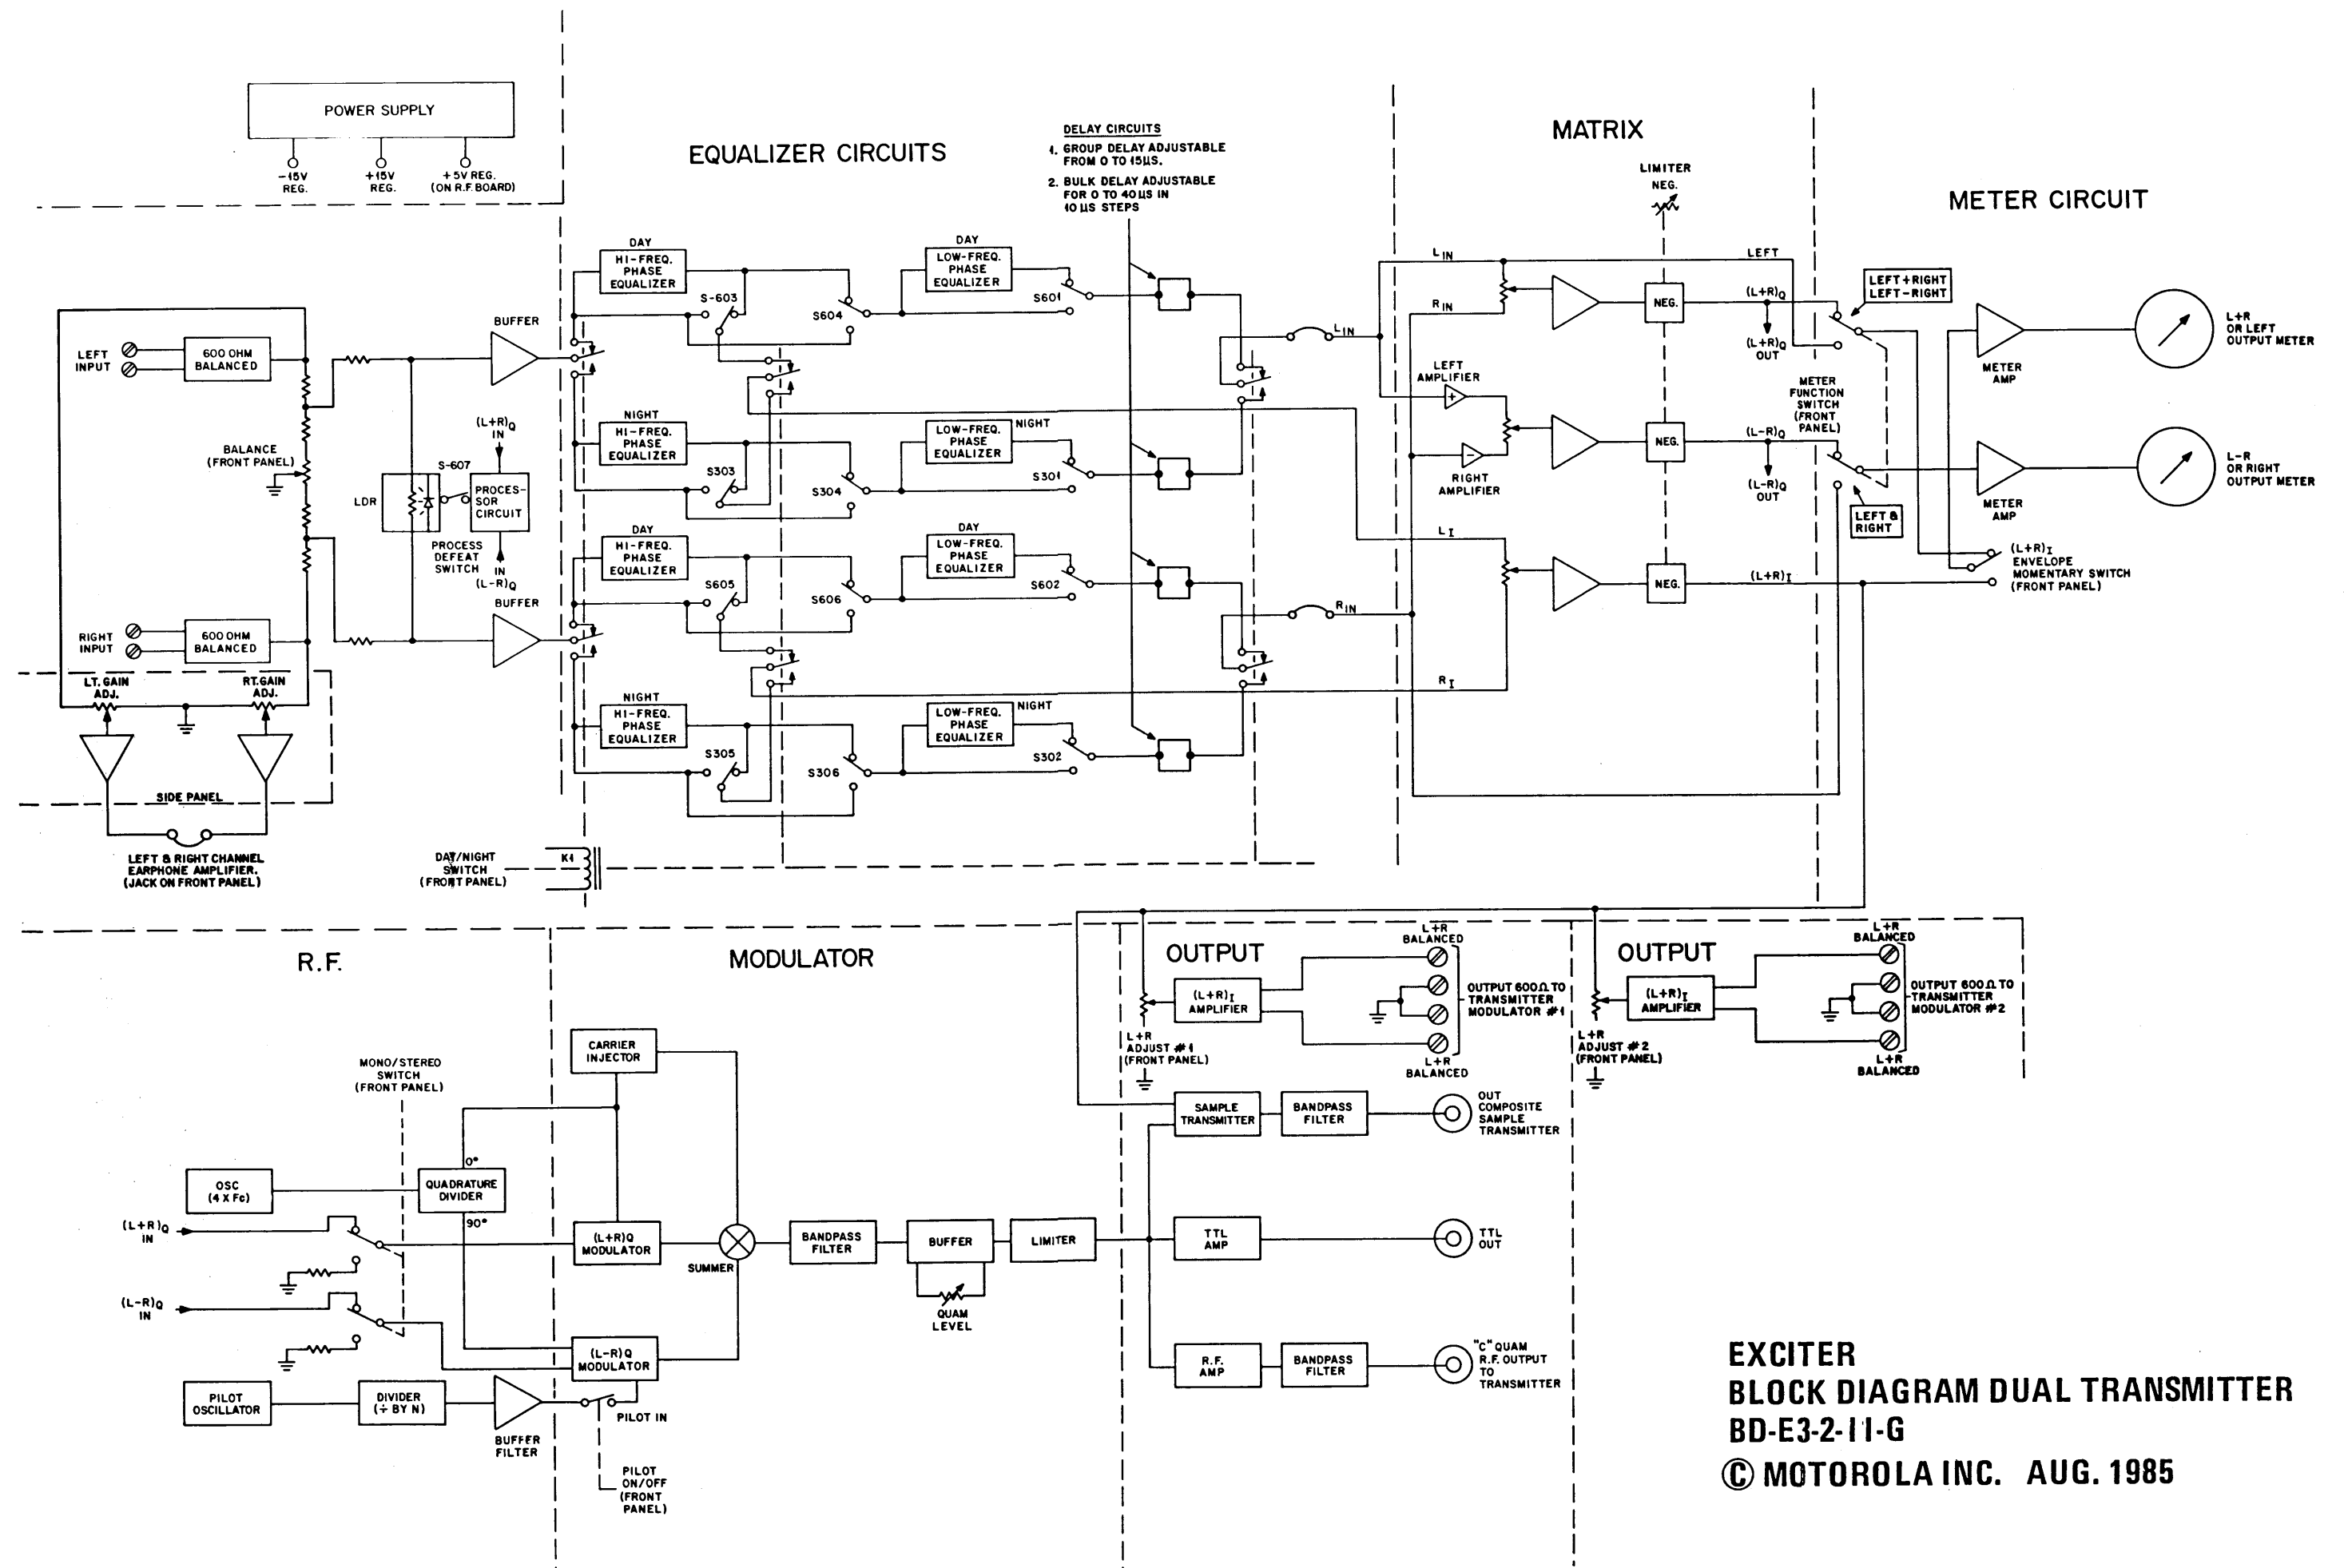 POWER SUPPLY
-15V
REG.
+15V
REG.
+5V REG.
(ON R.F. BOARD)
EQUALIZER CIRCUITS
DELAY CIRCUITS
1. GROUP DELAY ADJUSTABLE
FROM 0 TO 15µS.
2. BULK DELAY ADJUSTABLE
FOR 0 TO 40µS IN
10µS STEPS
MATRIX
LIMITER
NEG.
METER CIRCUIT
LEFT
INPUT
600 OHM
BALANCED
BALANCE
(FRONT PANEL)
RIGHT
INPUT
600 OHM
BALANCED
LT. GAIN
ADJ.
RT. GAIN
ADJ.
SIDE PANEL
LEFT & RIGHT CHANNEL
EARPHONE AMPLIFIER.
(JACK ON FRONT PANEL)
BUFFER
(L+R)Q
IN
S-607
LDR
PROCES-
SOR
CIRCUIT
PROCESS
DEFEAT
SWITCH
IN
(L-R)Q
BUFFER
DAY
HI-FREQ.
PHASE
EQUALIZER
S-603
S604
DAY
LOW-FREQ.
PHASE
EQUALIZER
S601
NIGHT
HI-FREQ.
PHASE
EQUALIZER
S303
S304
LOW-FREQ.
PHASE
EQUALIZER
NIGHT
S301
DAY
HI-FREQ.
PHASE
EQUALIZER
S605
S606
DAY
LOW-FREQ.
PHASE
EQUALIZER
S602
NIGHT
HI-FREQ.
PHASE
EQUALIZER
S305
S306
LOW-FREQ.
PHASE
EQUALIZER
NIGHT
S302
DAY/NIGHT
SWITCH
(FRONT PANEL)
K1
LIN
RIN
LIN
RIN
LEFT
AMPLIFIER
+
-
RIGHT
AMPLIFIER
LI
RI
NEG.
NEG.
NEG.
LEFT
(L+R)Q
(L+R)Q
OUT
(L-R)Q
(L-R)Q
OUT
(L+R)I
METER
FUNCTION
SWITCH
(FRONT
PANEL)
LEFT+RIGHT
LEFT-RIGHT
LEFT &
RIGHT
METER
AMP
L+R
OR LEFT
OUTPUT METER
METER
AMP
L-R
OR RIGHT
OUTPUT METER
(L+R)I
ENVELOPE
MOMENTARY SWITCH
(FRONT PANEL)
R.F.
MONO/STEREO
SWITCH
(FRONT PANEL)
OSC
(4 X Fc)
0°
QUADRATURE
DIVIDER
90°
(L+R)Q
IN
(L-R)Q
IN
PILOT
OSCILLATOR
DIVIDER
(÷ BY N)
BUFFER
FILTER
MODULATOR
CARRIER
INJECTOR
(L+R)Q
MODULATOR
SUMMER
(L-R)Q
MODULATOR
PILOT IN
PILOT
ON/OFF
(FRONT
PANEL)
BANDPASS
FILTER
BUFFER
QUAM
LEVEL
LIMITER
OUTPUT
(L+R)I
AMPLIFIER
L+R
ADJUST #1
(FRONT PANEL)
L+R
BALANCED
OUTPUT 600Ω TO
TRANSMITTER
MODULATOR #1
L+R
BALANCED
SAMPLE
TRANSMITTER
BANDPASS
FILTER
OUT
COMPOSITE
SAMPLE
TRANSMITTER
TTL
AMP
TTL
OUT
R.F.
AMP
BANDPASS
FILTER
"C" QUAM
R.F. OUTPUT
TO
TRANSMITTER
OUTPUT
(L+R)I
AMPLIFIER
L+R
ADJUST #2
(FRONT PANEL)
L+R
BALANCED
OUTPUT 600Ω TO
TRANSMITTER
MODULATOR #2
L+R
BALANCED
EXCITER
BLOCK DIAGRAM DUAL TRANSMITTER
BD-E3-2-11-G
© MOTOROLA INC. AUG. 1985